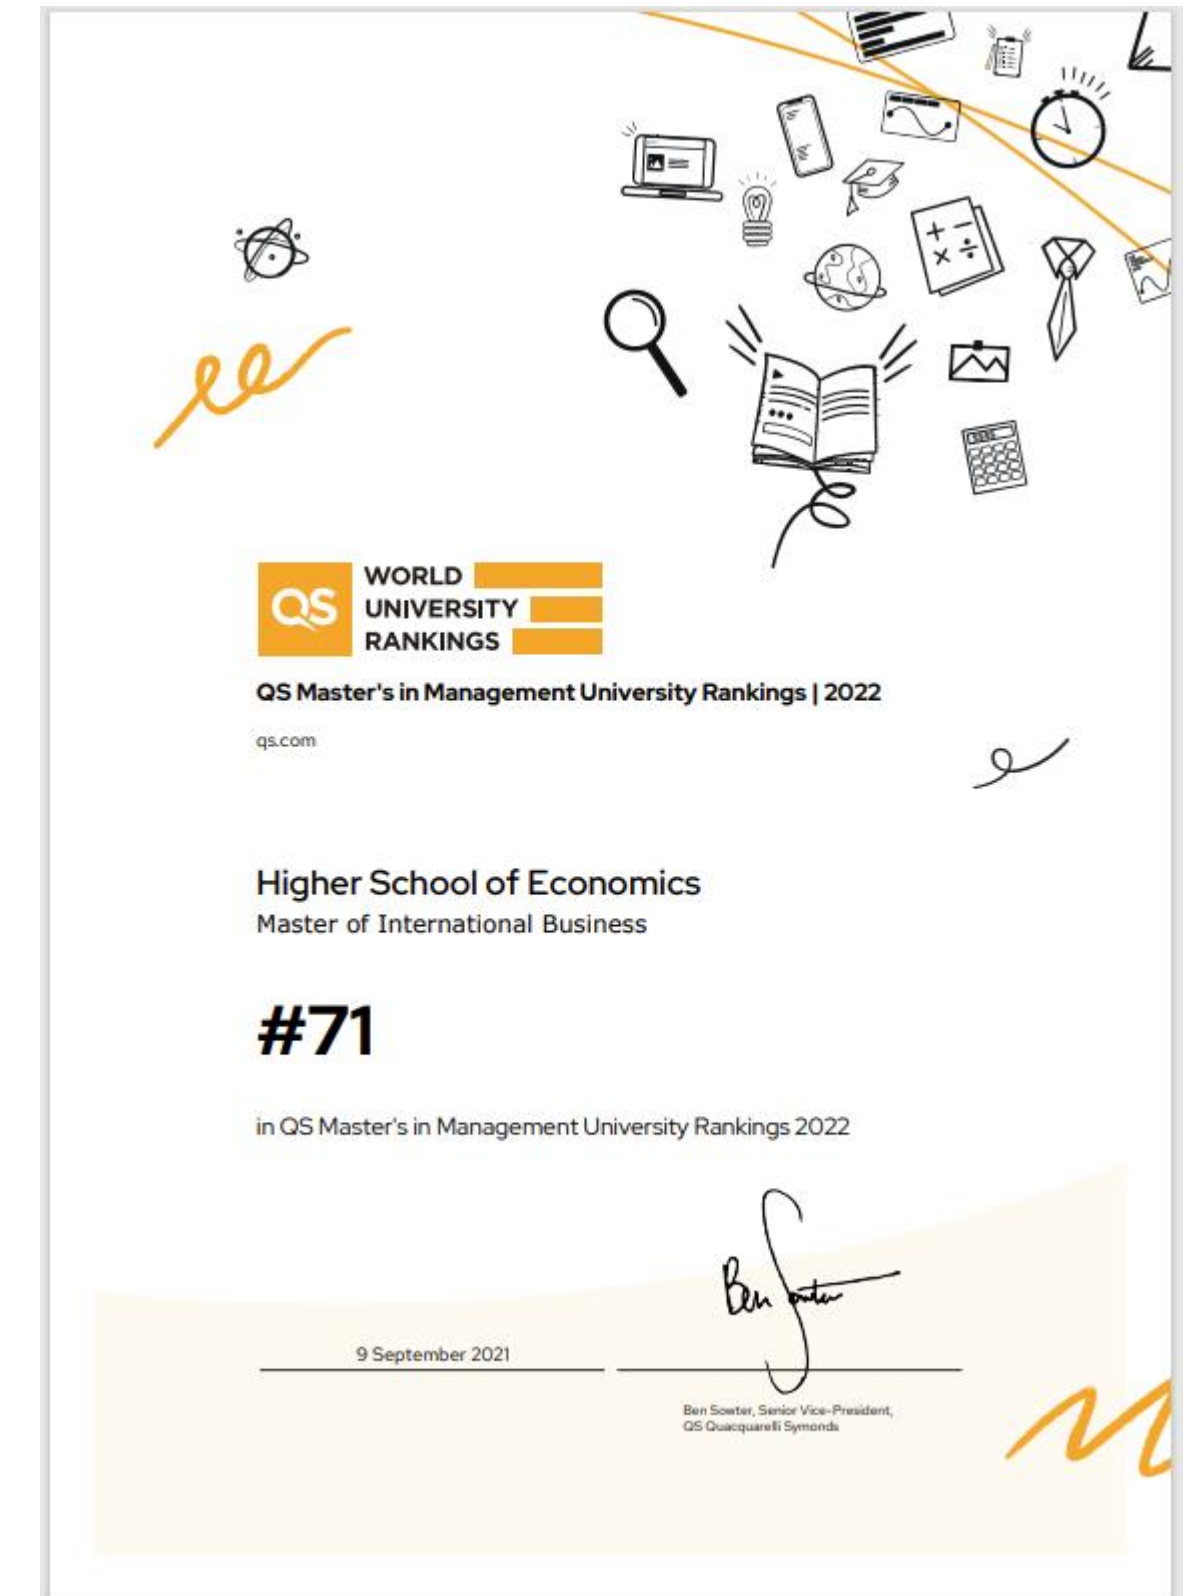 QS WORLD
UNIVERSITY
RANKINGS
QS Master's in Management University Rankings | 2022
qs.com
Higher School of Economics
Master of International Business
#71
in QS Master's in Management University Rankings 2022
Ben Sowter
9 September 2021
Ben Sowter, Senior Vice-President,
QS Quacquarelli Symonds